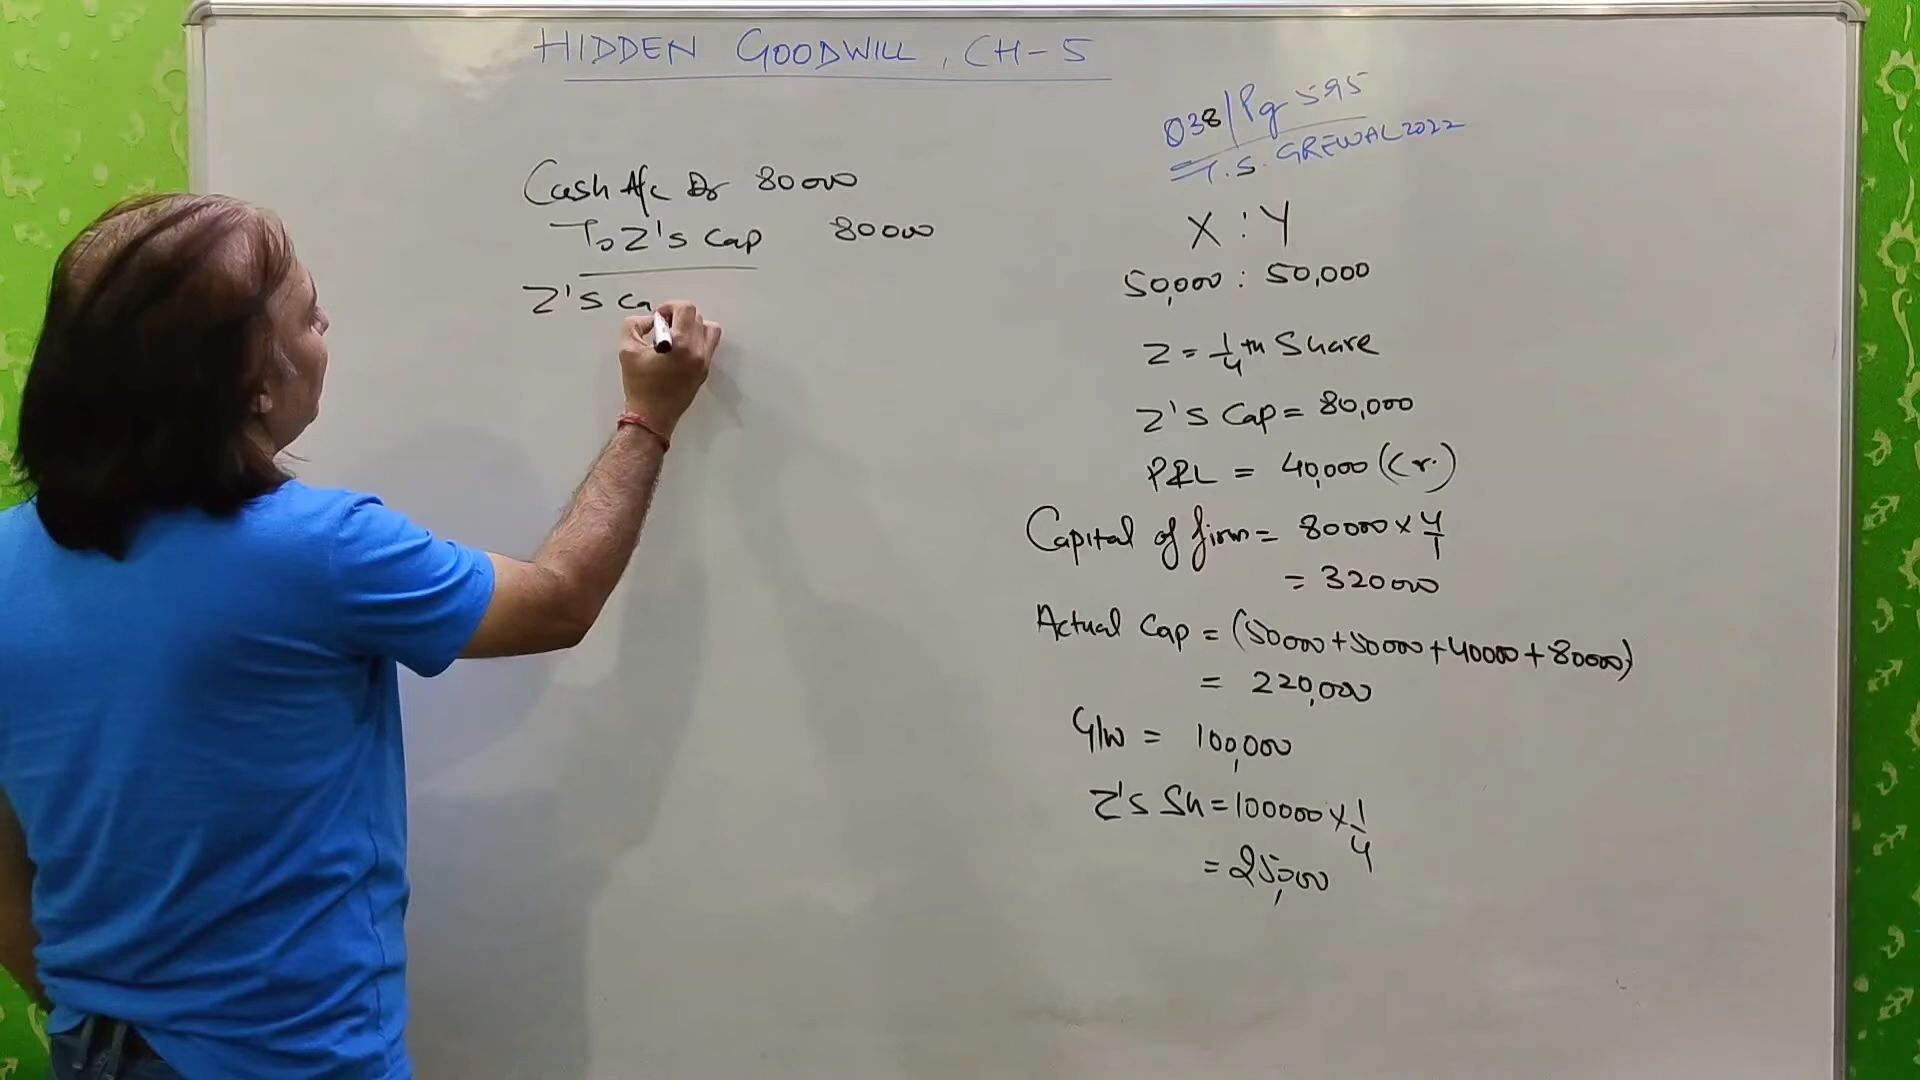 HIDDEN GOODWILL, CH-5
Q38/Pg 595
T.S. GREWAL 2022
Cash A/c Dr 80000
To Z's Cap 80000
Z's Ca
X : Y
50,000 : 50,000
Z = 1/4th Share
Z's Cap = 80,000
P&L = 40,000 (Cr.)
Capital of firm = 80000 x 4/1
= 320000
Actual Cap = (50000+50000+40000+80000)
= 220,000
G/w = 100,000
Z's Sh = 100000 x 1/4
= 25,000